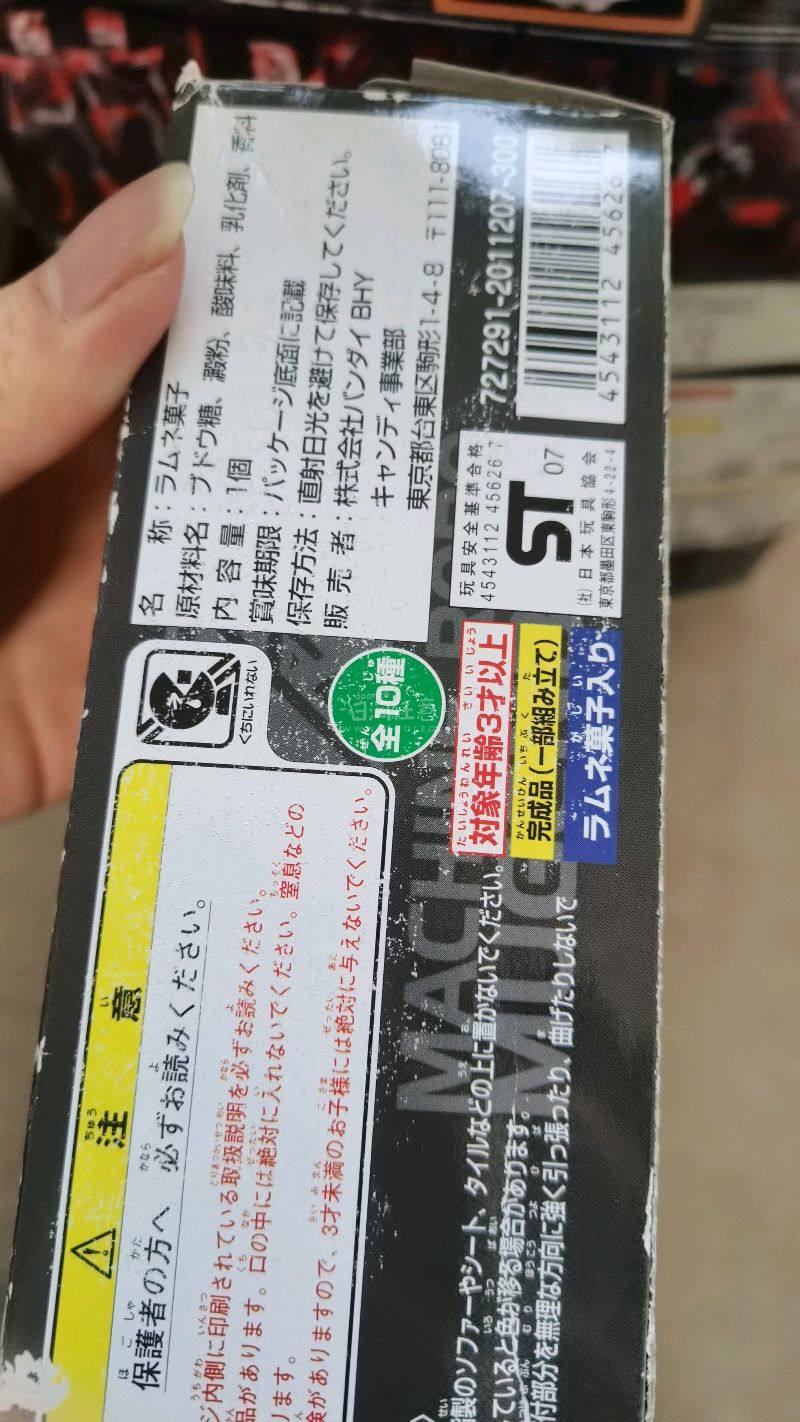 名称：ラムネ菓子
原材料名：ブドウ糖、澱粉、酸味料、乳化剤、香料
内容量：1個
賞味期限：パッケージ底面に記載
保存方法：直射日光を避けて保存してください。
販売者：株式会社バンダイ BHY
キャンディ事業部
東京都台東区駒形1-4-8 〒111-8081
727291-2011207-300
4543112 45626 7
玩具安全基準合格
4543112 45626 7
ST 07
(社)日本玩具協会
東京都墨田区東駒形4-22-4
くちにいれない
全10種
対象年齢3才以上
完成品(一部組み立て)
ラムネ菓子入り
注意
保護者の方へ 必ずお読みください。
ジ内側に印刷されている取扱説明を必ずお読みください。
品があります。口の中には絶対に入れないでください。窒息などの
ります。
険がありますので、3才未満のお子様には絶対に与えないでください。
MACHIN
製のソファーやシート、タイルなどの上に置かないでください。
ていると色が移る場合があります。
付部分を無理な方向に強く引っ張ったり、曲げたりしないで